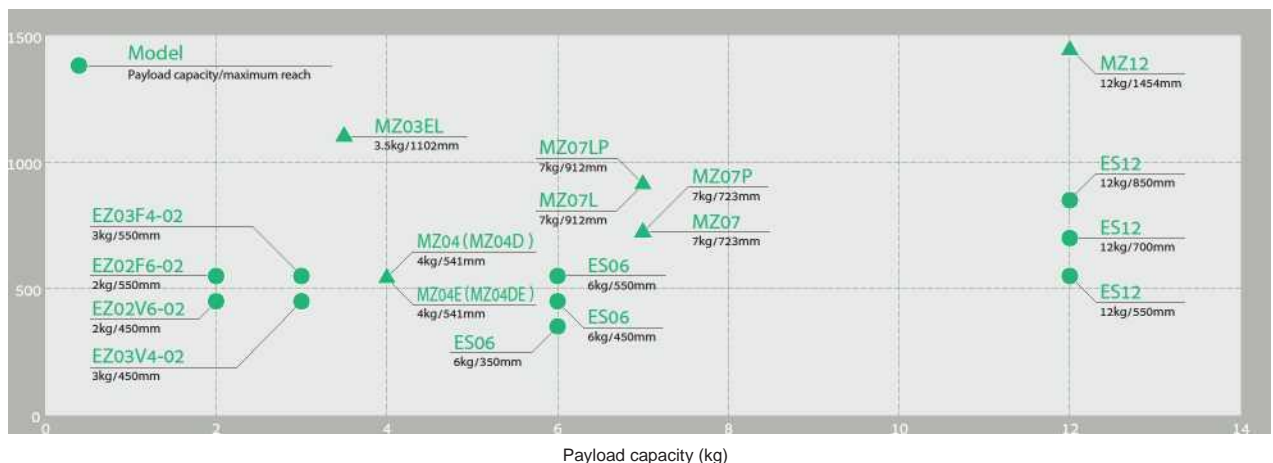 1500
Model
Payload capacity/maximum reach
MZ12
12kg/1454mm
MZ03EL
3.5kg/1102mm
MZ07LP
7kg/912mm
1000
MZ07P
7kg/723mm
ES12
12kg/850mm
MZ07L
7kg/912mm
EZ03F4-02
3kg/550mm
MZ04 (MZ04D)
4kg/541mm
MZ07
7kg/723mm
ES12
12kg/700mm
EZ02F6-02
2kg/550mm
ES06
6kg/550mm
500
MZ04E (MZ04DE)
4kg/541mm
ES12
12kg/550mm
EZ02V6-02
2kg/450mm
ES06
6kg/450mm
ES06
6kg/350mm
EZ03V4-02
3kg/450mm
0
0 2 4 6 8 10 12 14
Payload capacity (kg)